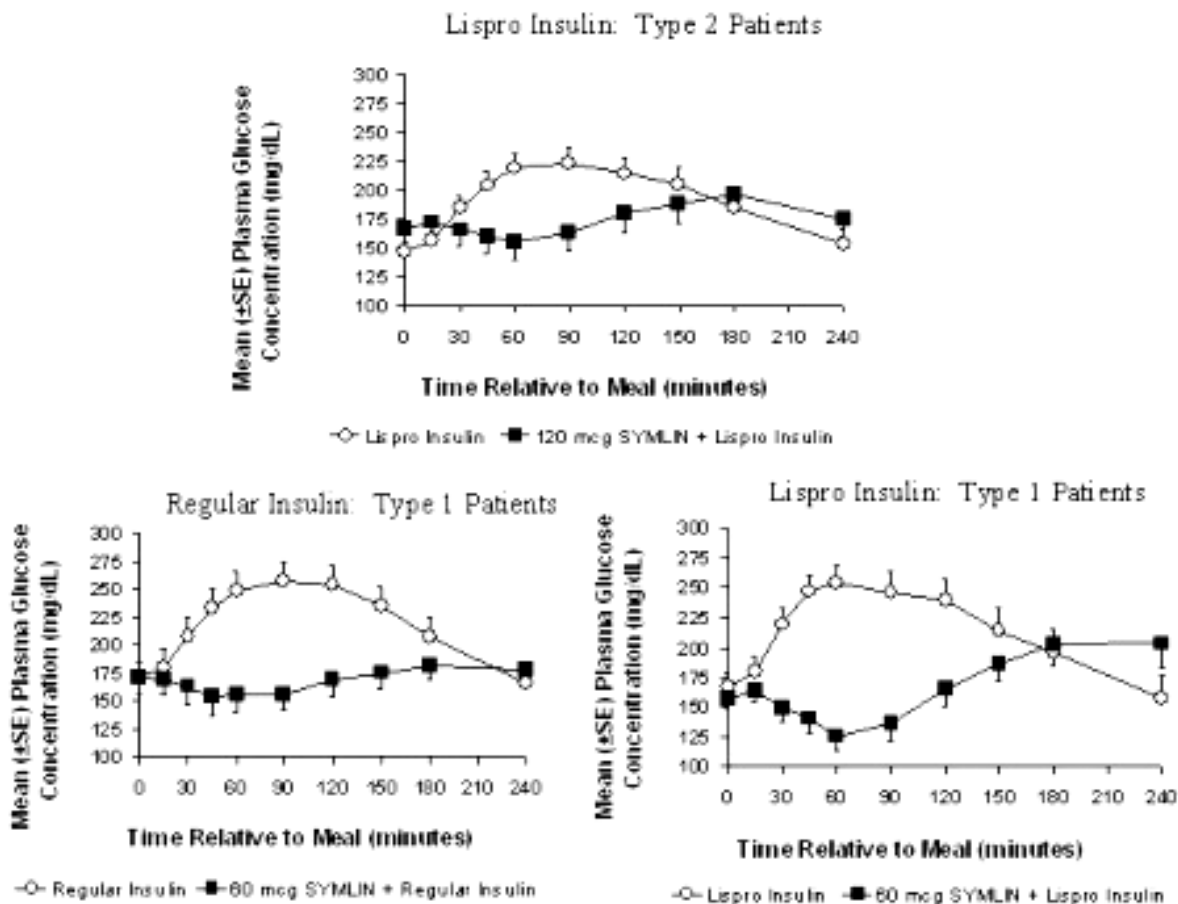 Lispro Insulin: Type 2 Patients
Mean (±SE) Plasma Glucose
Concentration (mg/dL)
300
275
250
225
200
175
150
125
100
0 30 60 90 120 150 180 210 240
Time Relative to Meal (minutes)
Lispro Insulin 120 mcg SYMLIN + Lispro Insulin
Regular Insulin: Type 1 Patients
Mean (±SE) Plasma Glucose
Concentration (mg/dL)
300
275
250
225
200
175
150
125
100
0 30 60 90 120 150 180 210 240
Time Relative to Meal (minutes)
Regular Insulin 60 mcg SYMLIN + Regular Insulin
Lispro Insulin: Type 1 Patients
Mean (±SE) Plasma Glucose
Concentration (mg/dL)
300
275
250
225
200
175
150
125
100
0 30 60 90 120 150 180 210 240
Time Relative to Meal (minutes)
Lispro Insulin 60 mcg SYMLIN + Lispro Insulin